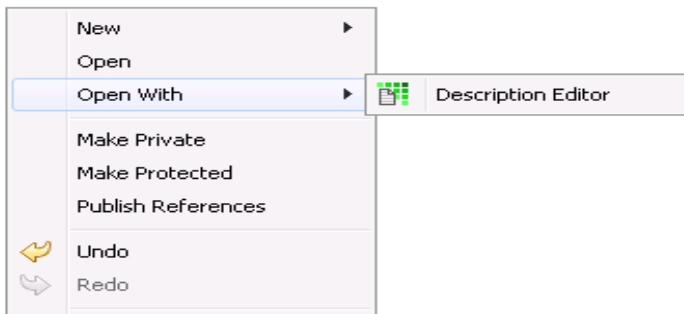 New
Open
Open With
Description Editor
Make Private
Make Protected
Publish References
Undo
Redo